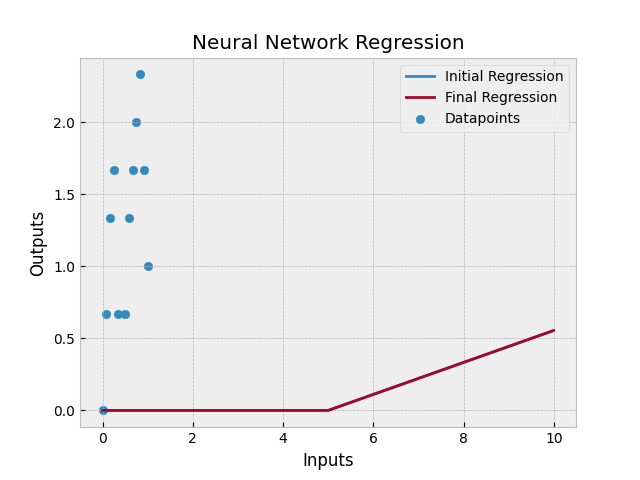 Neural Network Regression
Initial Regression
Final Regression
Datapoints
2.0
1.5
1.0
0.5
0.0
Outputs
0 2 4 6 8 10
Inputs